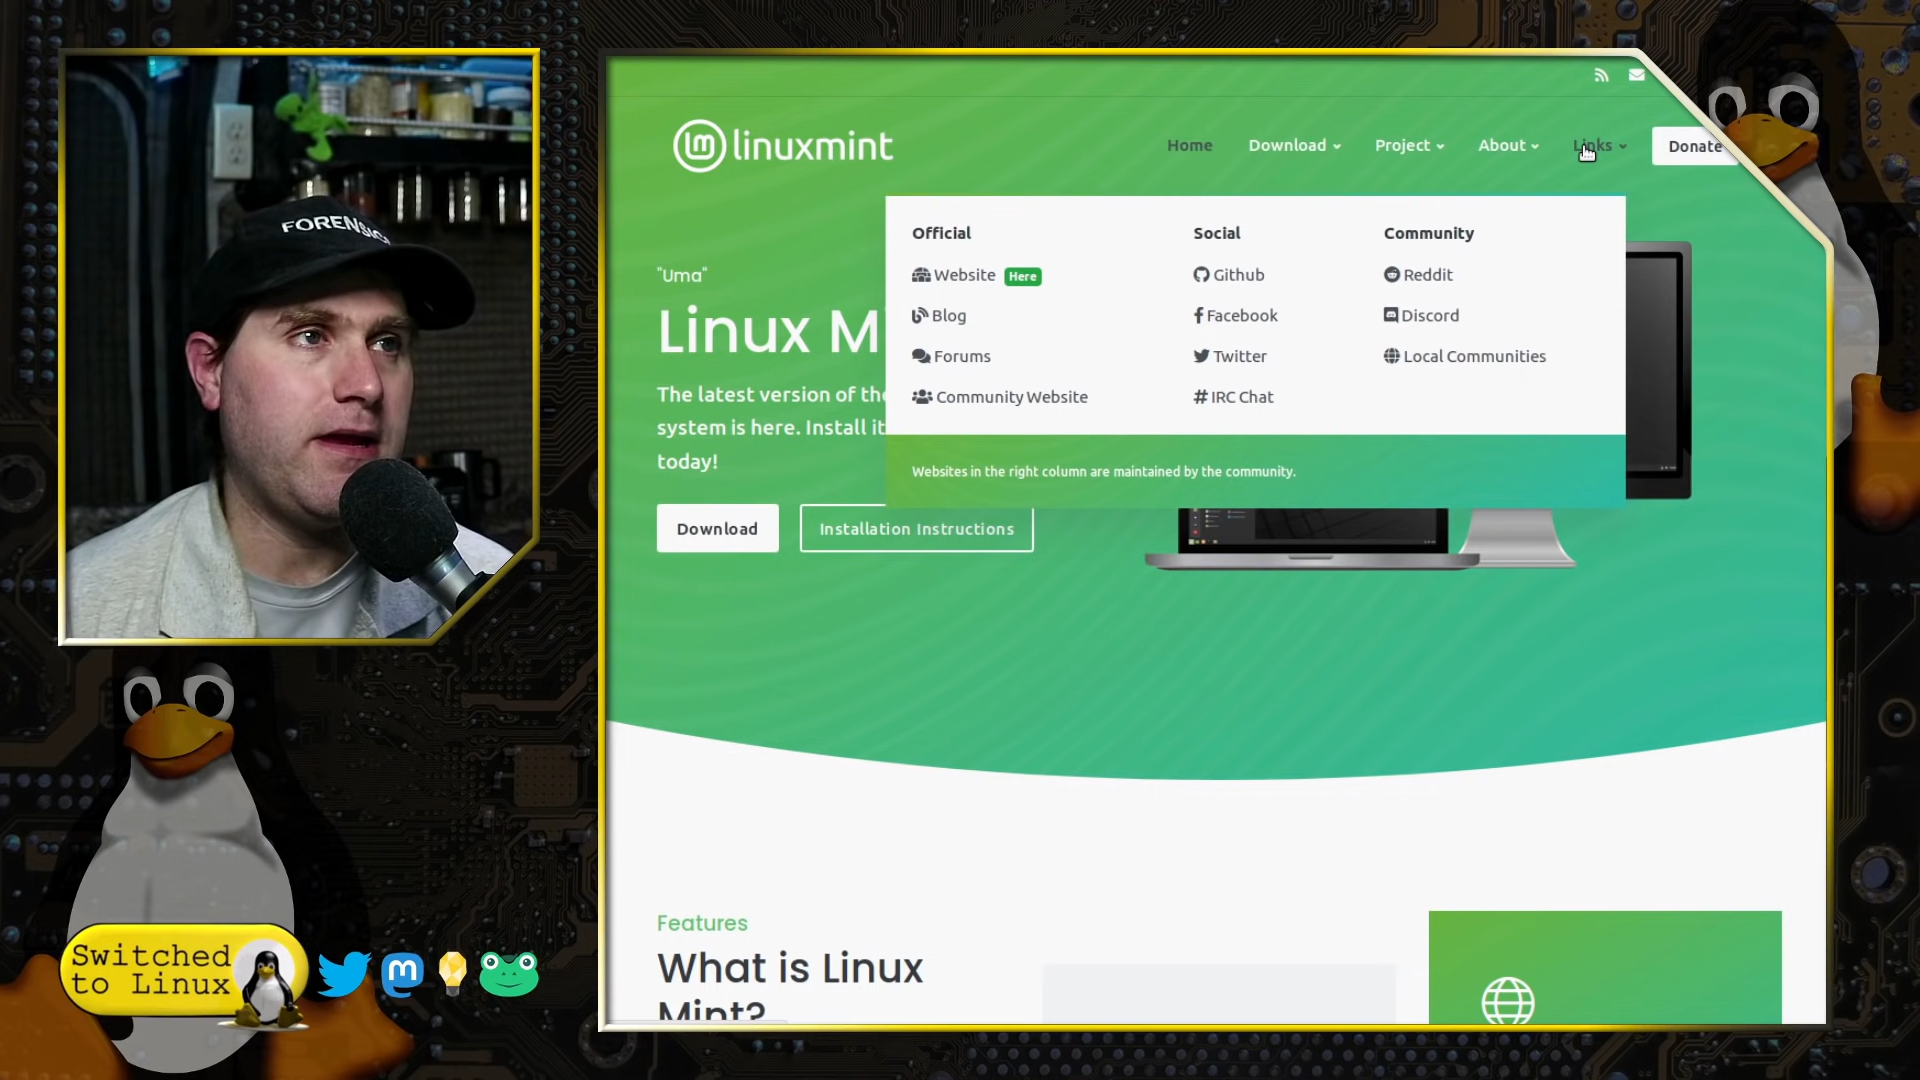 FORENSIC
linuxmint
Home
Download
Project
About
Links
Donate
Official
Website Here
Blog
Forums
Community Website
Social
Github
Facebook
Twitter
IRC Chat
Community
Reddit
Discord
Local Communities
Websites in the right column are maintained by the community.
"Uma"
Linux M
The latest version of the
system is here. Install it
today!
Download
Installation Instructions
Features
What is Linux
Mint?
Switched
to Linux